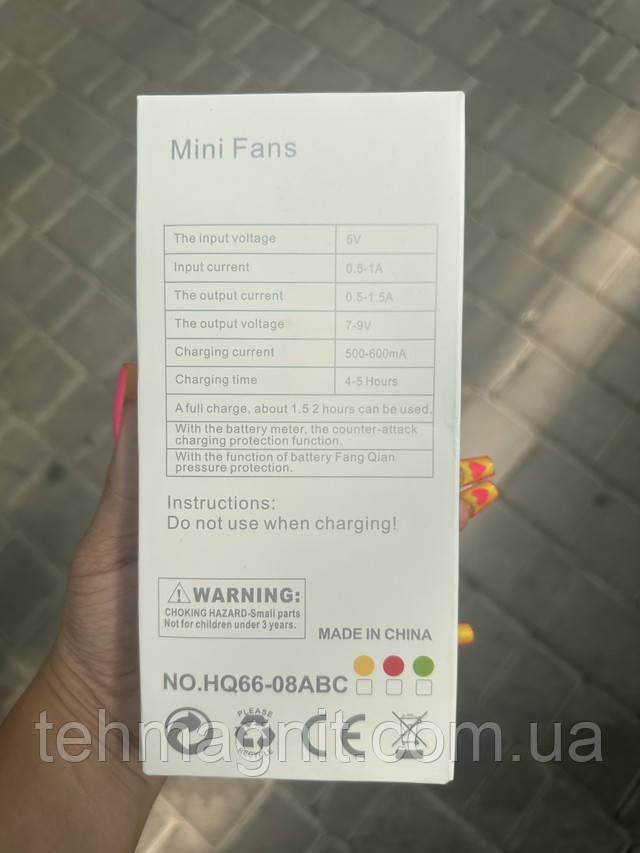 Mini Fans
The input voltage 5V
Input current 0.5-1A
The output current 0.5-1.5A
The output voltage 7-9V
Charging current 500-600mA
Charging time 4-5 Hours
A full charge, about 1.5 2 hours can be used.
With the battery meter, the counter-attack
charging protection function.
With the function of battery Fang Qian
pressure protection.
Instructions:
Do not use when charging!
WARNING:
CHOKING HAZARD-Small parts
Not for children under 3 years.
MADE IN CHINA
NO.HQ66-08ABC
PLEASE
RECYCLE
CE
tehmagnit.com.ua